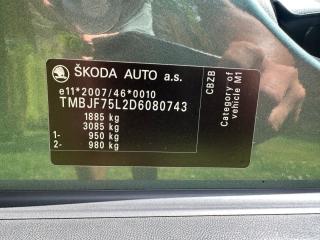 ŠKODA AUTO a.s.
e11*2007/46*0010
TMBJF75L2D6080743
1885 kg
3085 kg
1- 950 kg
2- 980 kg
CBZB
Category of
vehicle M1